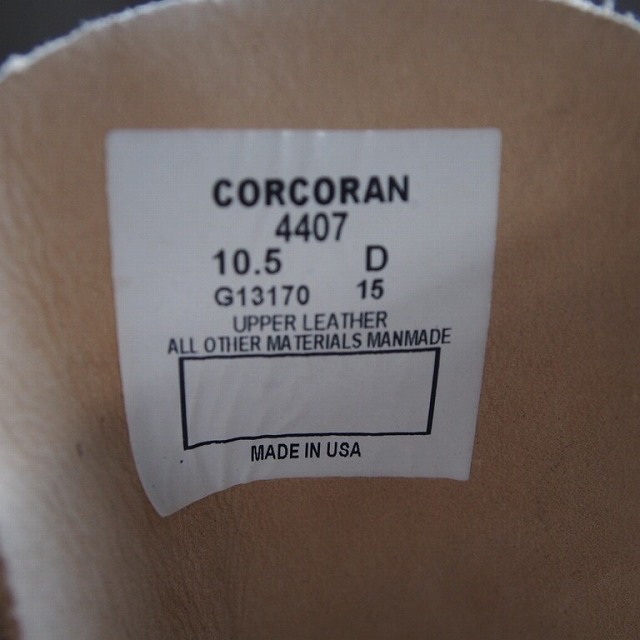 CORCORAN
4407
10.5 D
G13170 15
UPPER LEATHER
ALL OTHER MATERIALS MANMADE
MADE IN USA